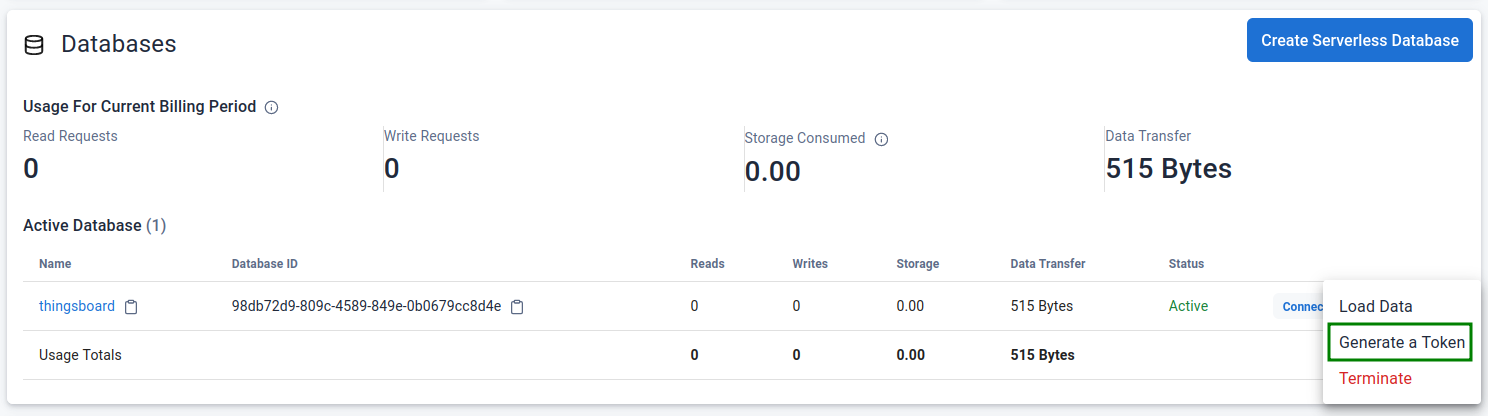 Databases
Create Serverless Database
Usage For Current Billing Period
Read Requests Write Requests Storage Consumed Data Transfer
0 0 0.00 515 Bytes
Active Database (1)
Name Database ID Reads Writes Storage Data Transfer Status
thingsboard 98db72d9-809c-4589-849e-0b0679cc8d4e 0 0 0.00 515 Bytes Active Connec Load Data
Generate a Token
Usage Totals 0 0 0.00 515 Bytes
Terminate